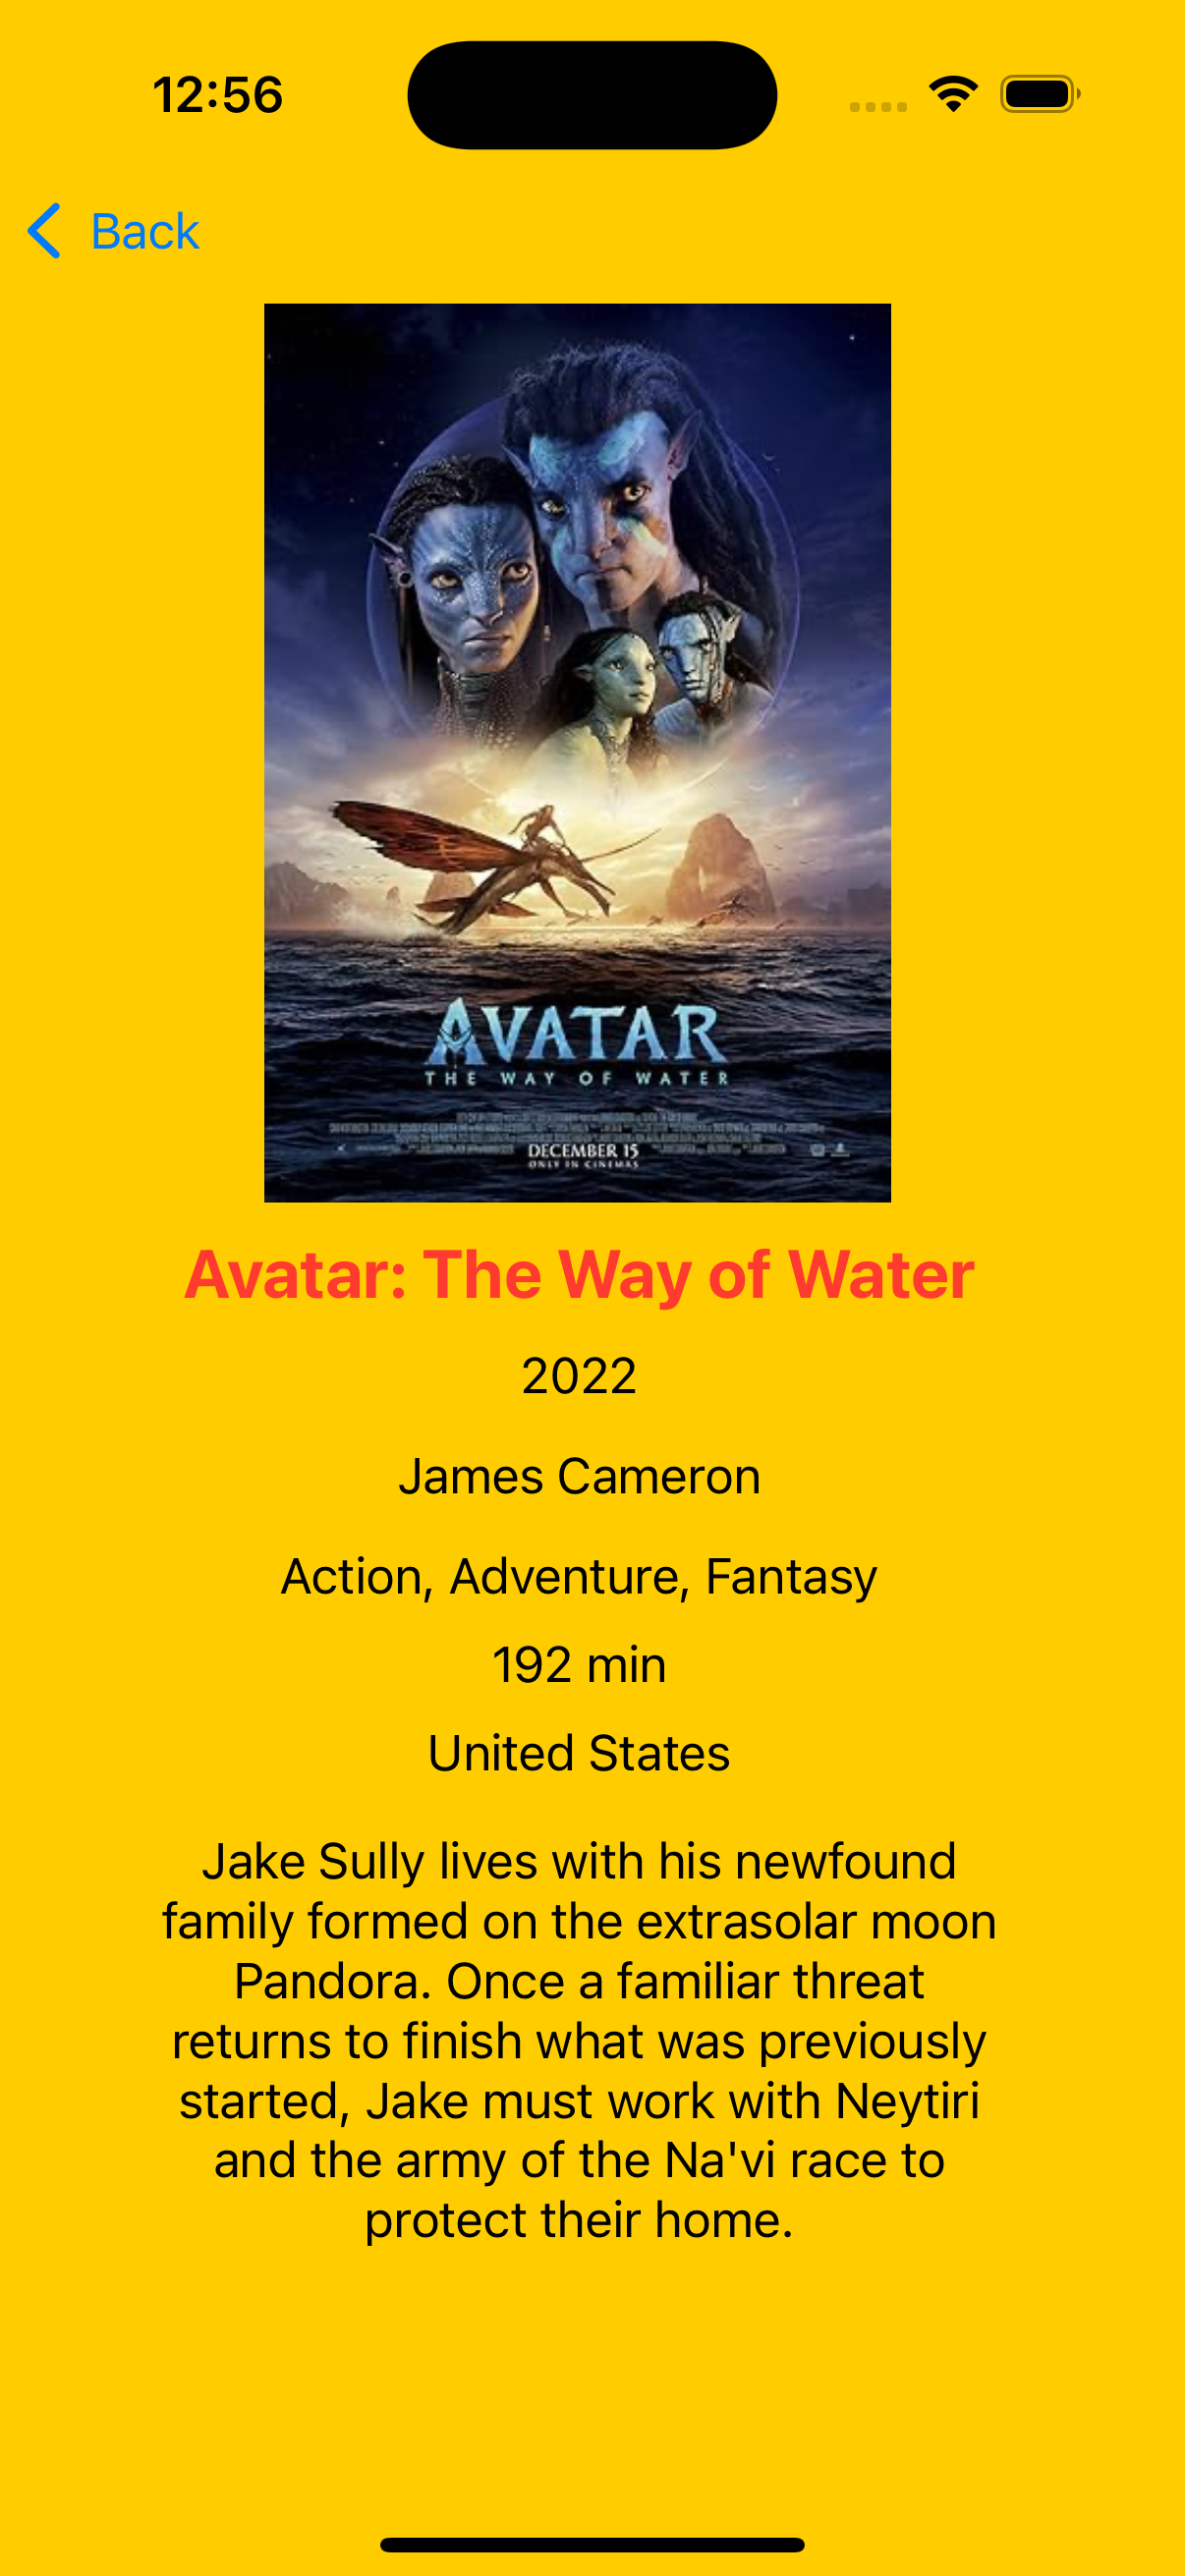 12:56
Back
AVATAR
THE WAY OF WATER
DECEMBER 15
ONLY IN CINEMAS
Avatar: The Way of Water
2022
James Cameron
Action, Adventure, Fantasy
192 min
United States
Jake Sully lives with his newfound
family formed on the extrasolar moon
Pandora. Once a familiar threat
returns to finish what was previously
started, Jake must work with Neytiri
and the army of the Na'vi race to
protect their home.